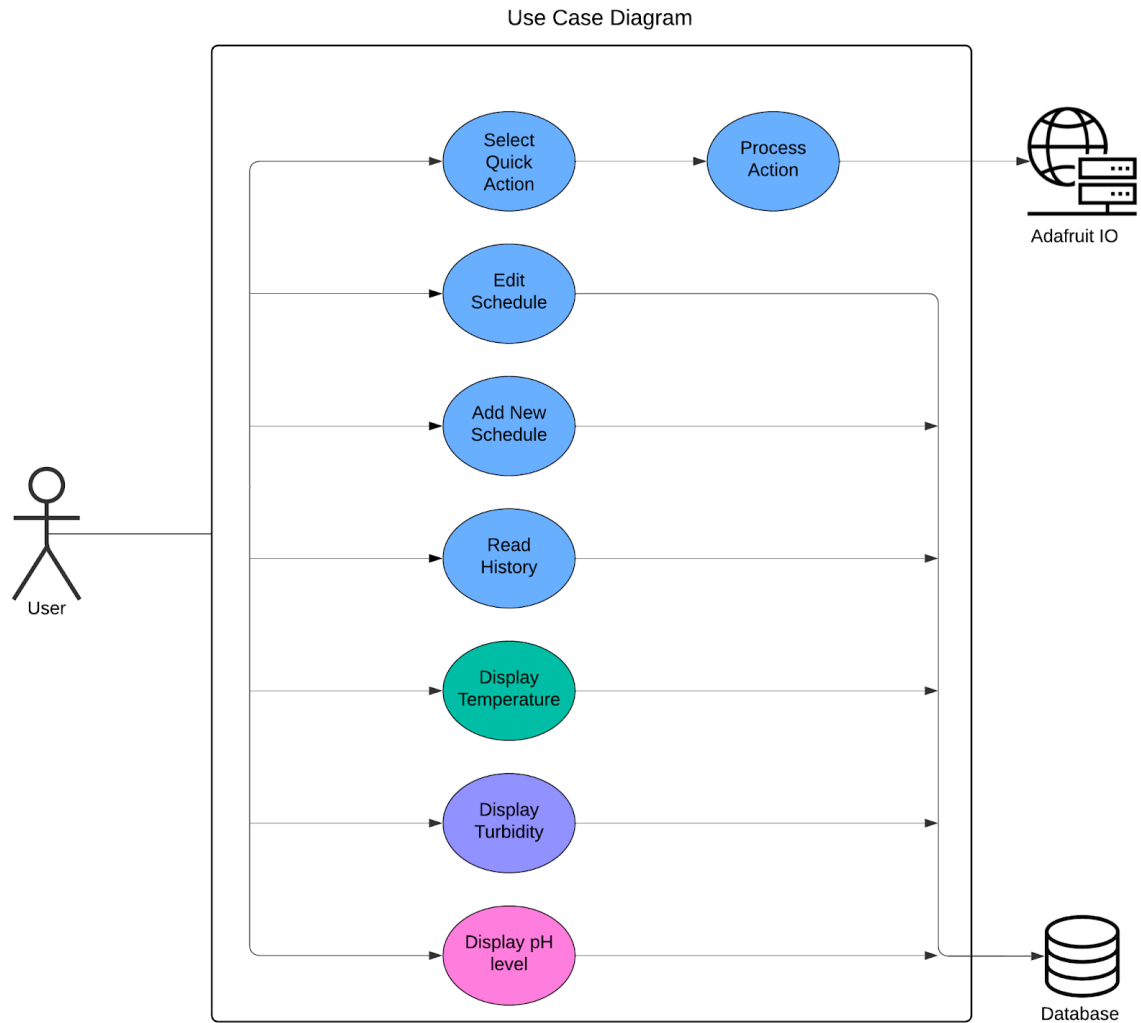 Use Case Diagram
Select
Quick
Action
Process
Action
Adafruit IO
Edit
Schedule
Add New
Schedule
Read
History
User
Display
Temperature
Display
Turbidity
Display pH
level
Database